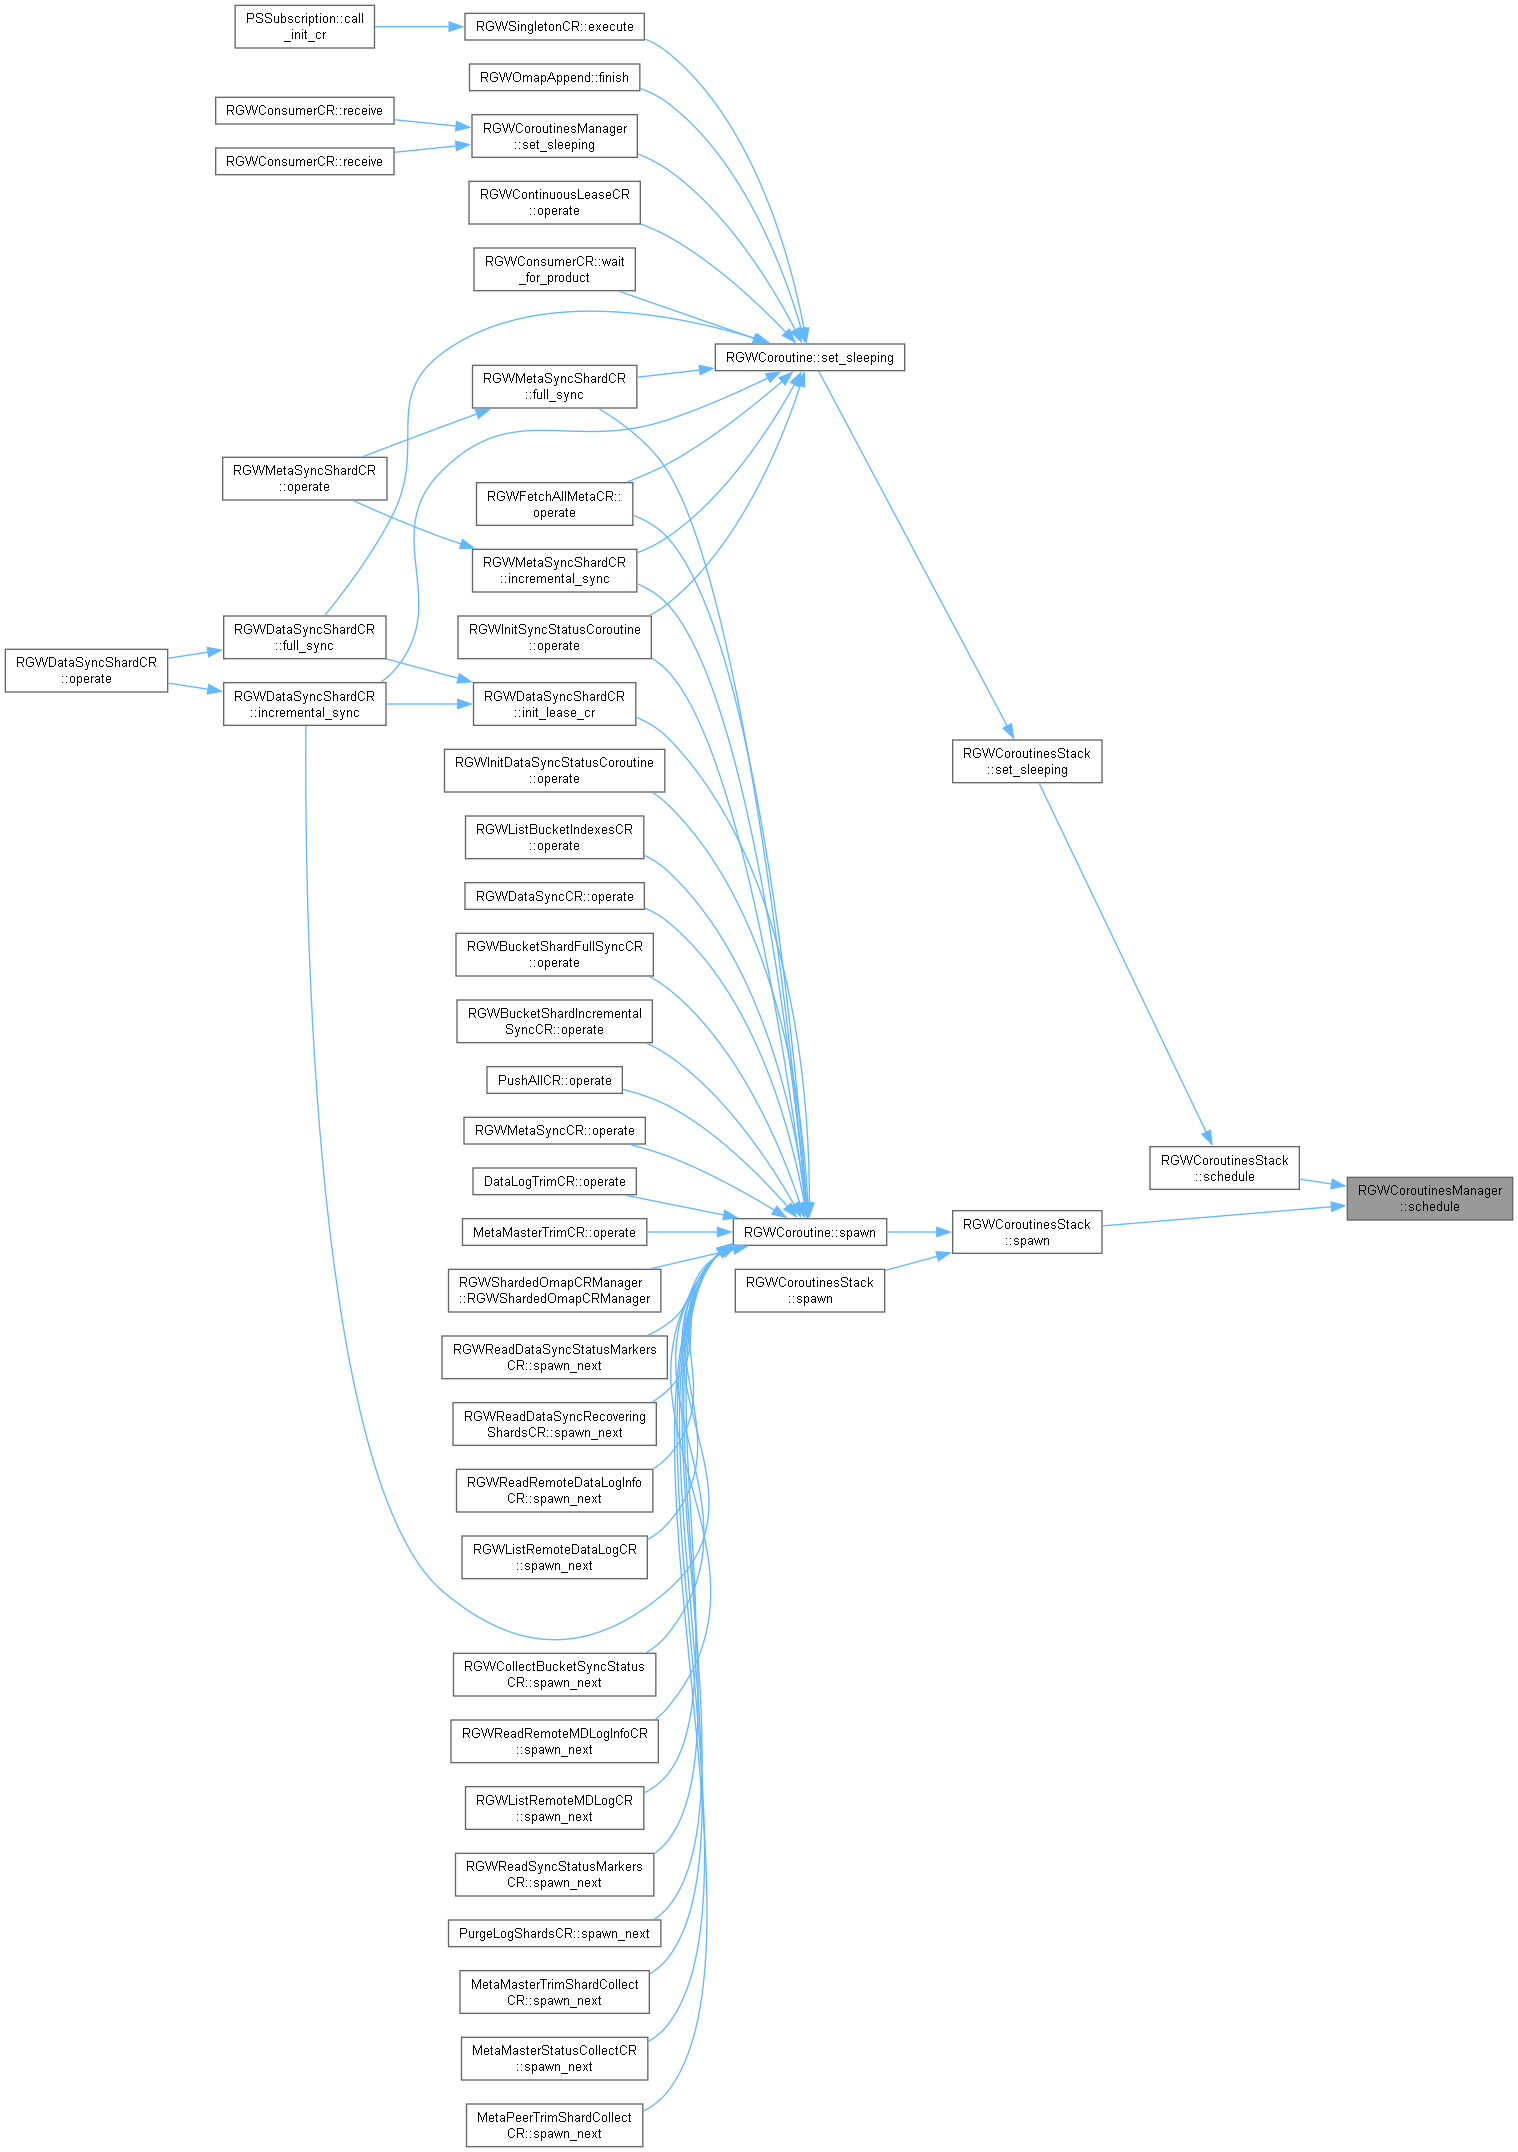 PSSubscription::call
_init_cr
RGWSingletonCR::execute
RGWOmapAppend::finish
RGWConsumerCR::receive
RGWCoroutinesManager
::set_sleeping
RGWConsumerCR::receive
RGWContinuousLeaseCR
::operate
RGWConsumerCR::wait
_for_product
RGWCoroutine::set_sleeping
RGWMetaSyncShardCR
::full_sync
RGWMetaSyncShardCR
::operate
RGWFetchAllMetaCR::
operate
RGWMetaSyncShardCR
::incremental_sync
RGWInitSyncStatusCoroutine
::operate
RGWDataSyncShardCR
::full_sync
RGWDataSyncShardCR
::operate
RGWDataSyncShardCR
::incremental_sync
RGWDataSyncShardCR
::init_lease_cr
RGWCoroutinesStack
::set_sleeping
RGWInitDataSyncStatusCoroutine
::operate
RGWListBucketIndexesCR
::operate
RGWDataSyncCR::operate
RGWBucketShardFullSyncCR
::operate
RGWBucketShardIncremental
SyncCR::operate
PushAllCR::operate
RGWMetaSyncCR::operate
RGWCoroutinesStack
::schedule
DataLogTrimCR::operate
RGWCoroutinesManager
::schedule
MetaMasterTrimCR::operate
RGWCoroutine::spawn
RGWCoroutinesStack
::spawn
RGWShardedOmapCRManager
::RGWShardedOmapCRManager
RGWCoroutinesStack
::spawn
RGWReadDataSyncStatusMarkers
CR::spawn_next
RGWReadDataSyncRecovering
ShardsCR::spawn_next
RGWReadRemoteDataLogInfo
CR::spawn_next
RGWListRemoteDataLogCR
::spawn_next
RGWCollectBucketSyncStatus
CR::spawn_next
RGWReadRemoteMDLogInfoCR
::spawn_next
RGWListRemoteMDLogCR
::spawn_next
RGWReadSyncStatusMarkers
CR::spawn_next
PurgeLogShardsCR::spawn_next
MetaMasterTrimShardCollect
CR::spawn_next
MetaMasterStatusCollectCR
::spawn_next
MetaPeerTrimShardCollect
CR::spawn_next